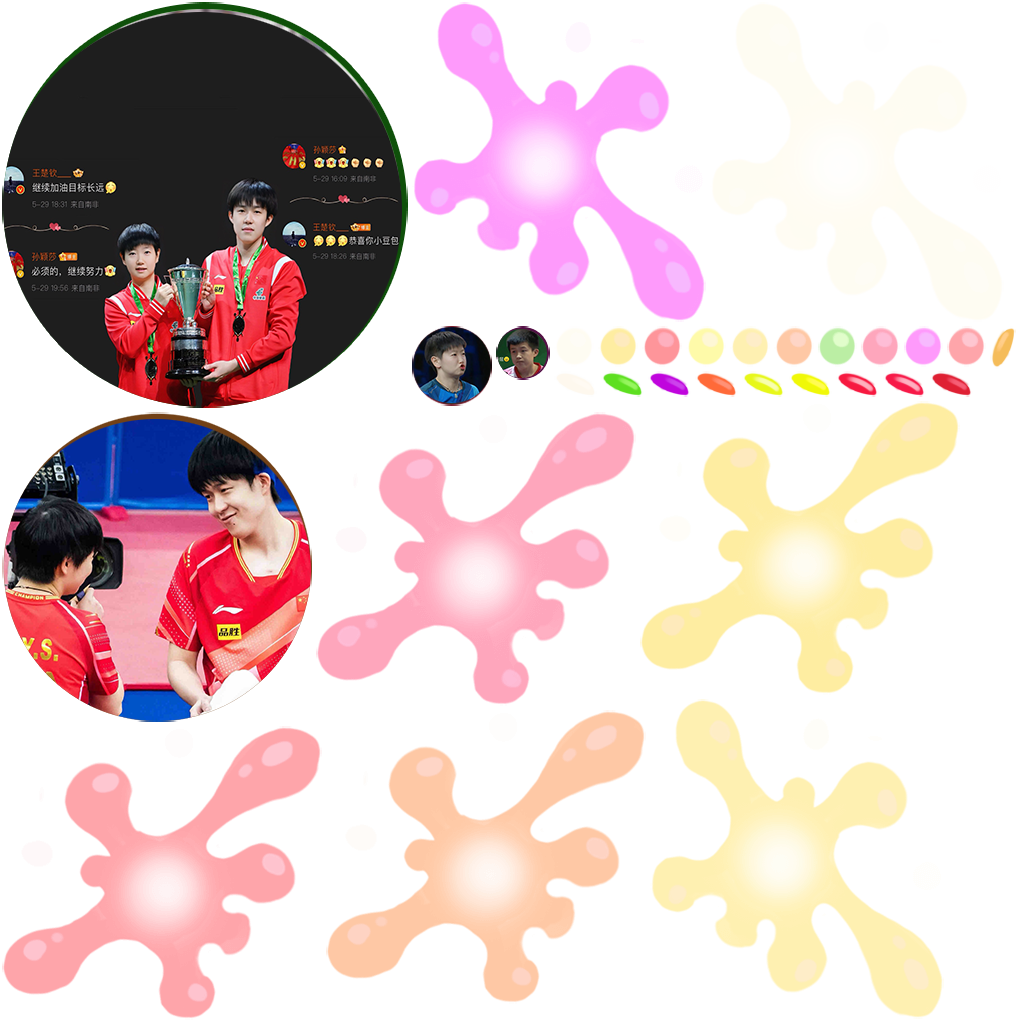 王楚钦___
继续加油目标长远
5-29 18:31 来自南非
孙颖莎
必须的，继续努力
5-29 19:56 来自南非
孙颖莎
5-29 16:09 来自南非
王楚钦___
恭喜你小豆包
5-29 18:26 来自南非
品胜
CHAMPION
Y.S.
品胜